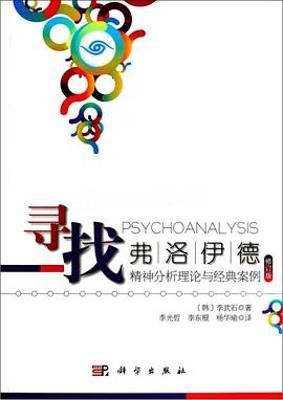 PSYCHOANALYSIS
寻找
弗洛伊德
修订版
精神分析理论与经典案例
〔韩〕李武石 著
李光哲 李东根 杨华瑜 译
科学出版社